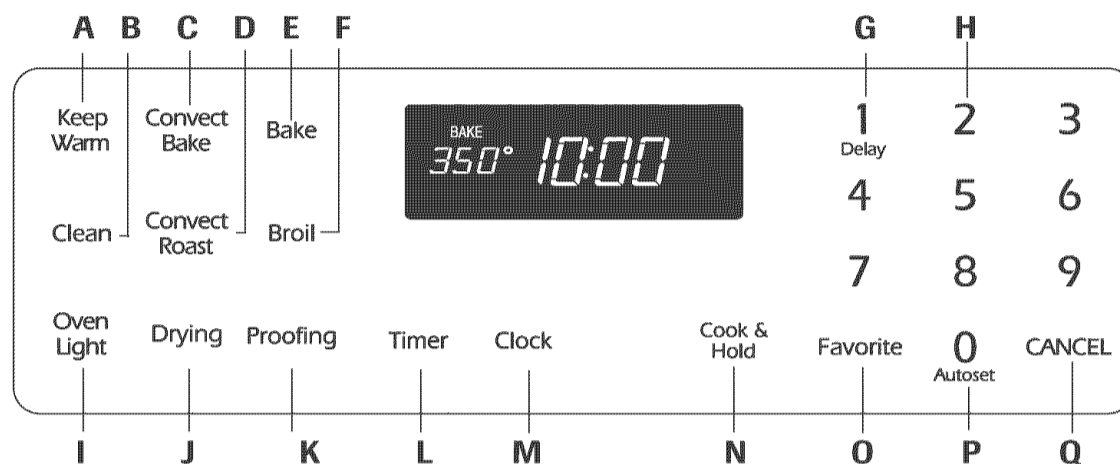 A B C D E F G H
Keep Warm
Convect Bake
Bake
BAKE
350° 10:00
1 2 3
Delay
4 5 6
Clean
Convect Roast
Broil
7 8 9
Oven Light
Drying
Proofing
Timer
Clock
Cook & Hold
Favorite
0
Autoset
CANCEL
I J K L M N O P Q